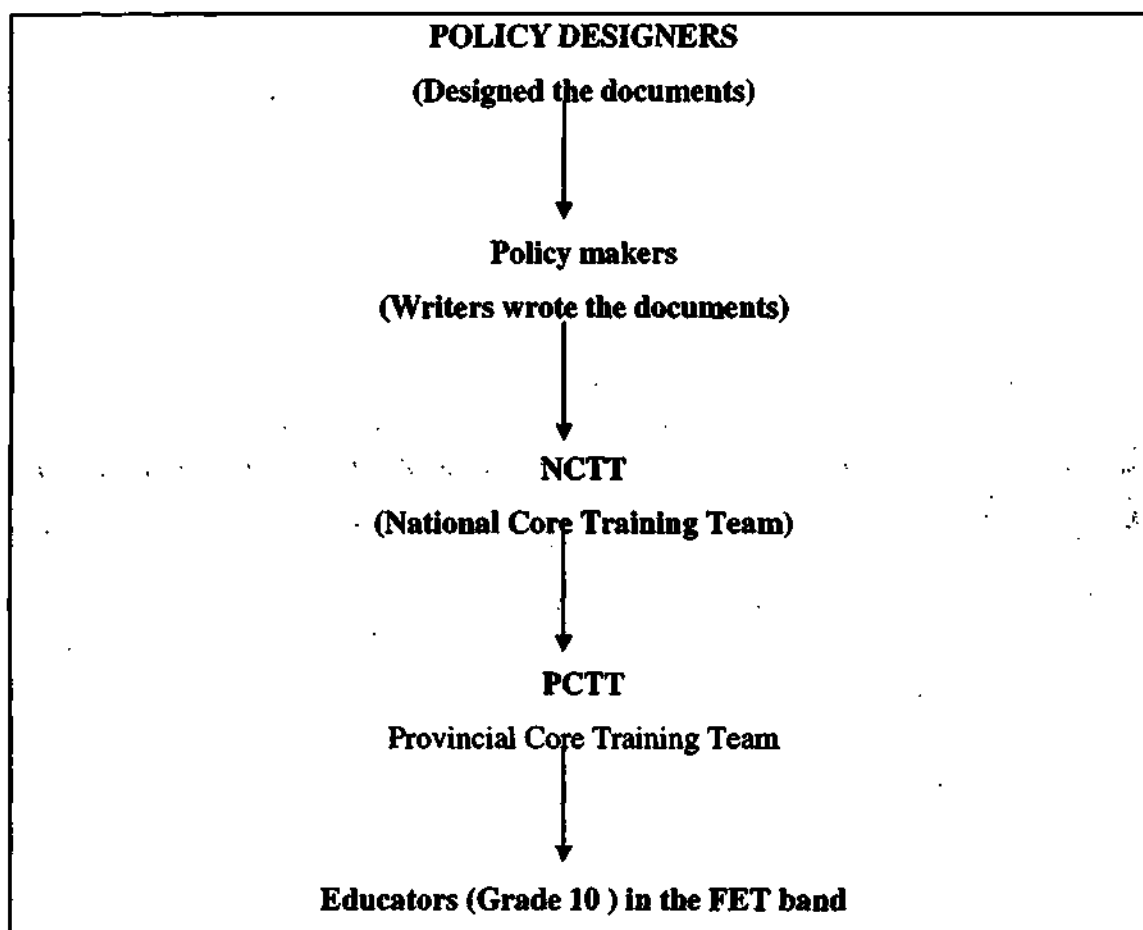 POLICY DESIGNERS
(Designed the documents)
Policy makers
(Writers wrote the documents)
NCTT
(National Core Training Team)
PCTT
Provincial Core Training Team
Educators (Grade 10 ) in the FET band